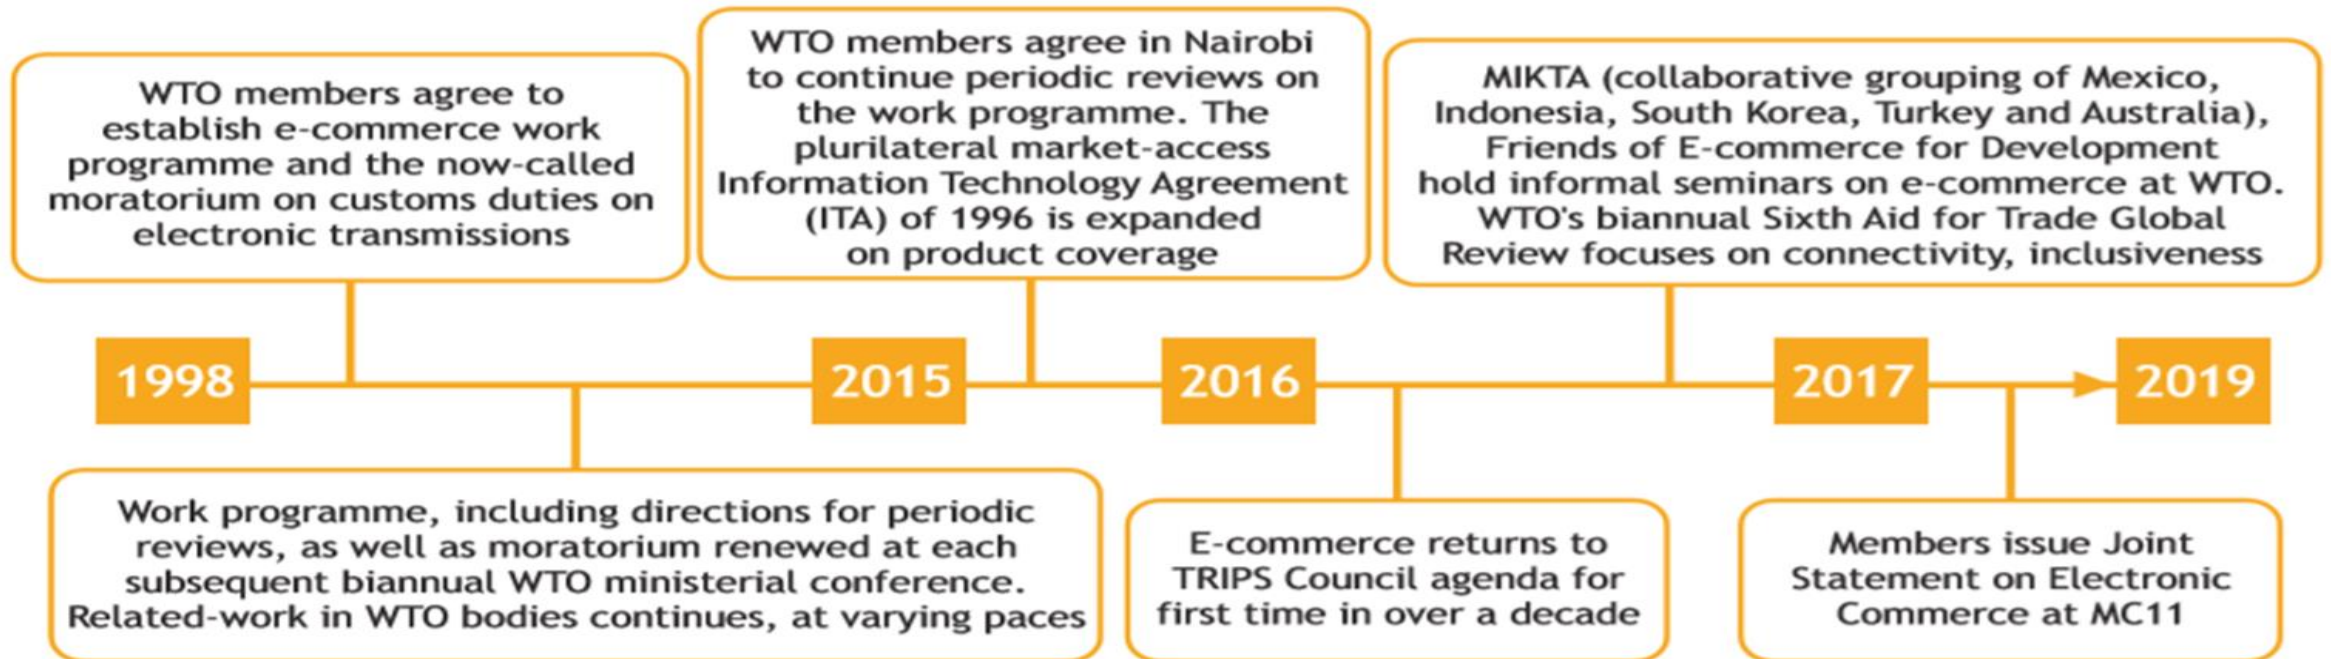 WTO members agree to
establish e-commerce work
programme and the now-called
moratorium on customs duties on
electronic transmissions
WTO members agree in Nairobi
to continue periodic reviews on
the work programme. The
plurilateral market-access
Information Technology Agreement
(ITA) of 1996 is expanded
on product coverage
MIKTA (collaborative grouping of Mexico,
Indonesia, South Korea, Turkey and Australia),
Friends of E-commerce for Development
hold informal seminars on e-commerce at WTO.
WTO's biannual Sixth Aid for Trade Global
Review focuses on connectivity, inclusiveness
1998
2015
2016
2017
2019
Work programme, including directions for periodic
reviews, as well as moratorium renewed at each
subsequent biannual WTO ministerial conference.
Related-work in WTO bodies continues, at varying paces
E-commerce returns to
TRIPS Council agenda for
first time in over a decade
Members issue Joint
Statement on Electronic
Commerce at MC11